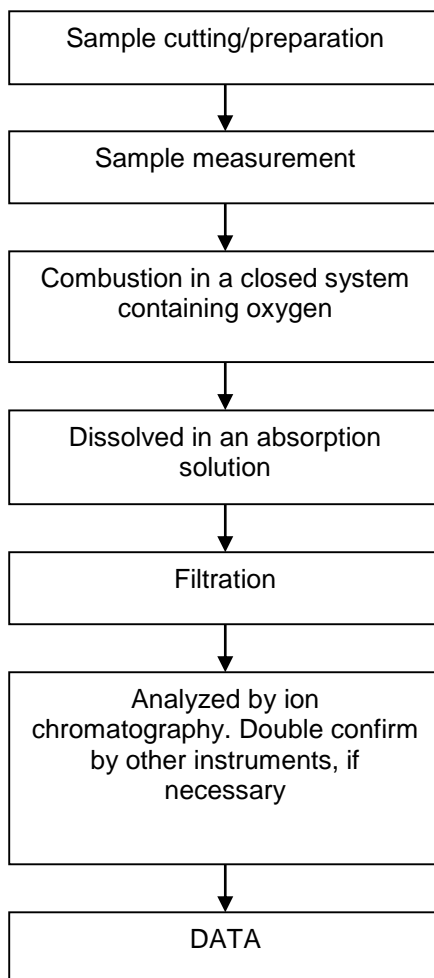 Sample cutting/preparation
Sample measurement
Combustion in a closed system
containing oxygen
Dissolved in an absorption
solution
Filtration
Analyzed by ion
chromatography. Double confirm
by other instruments, if
necessary
DATA